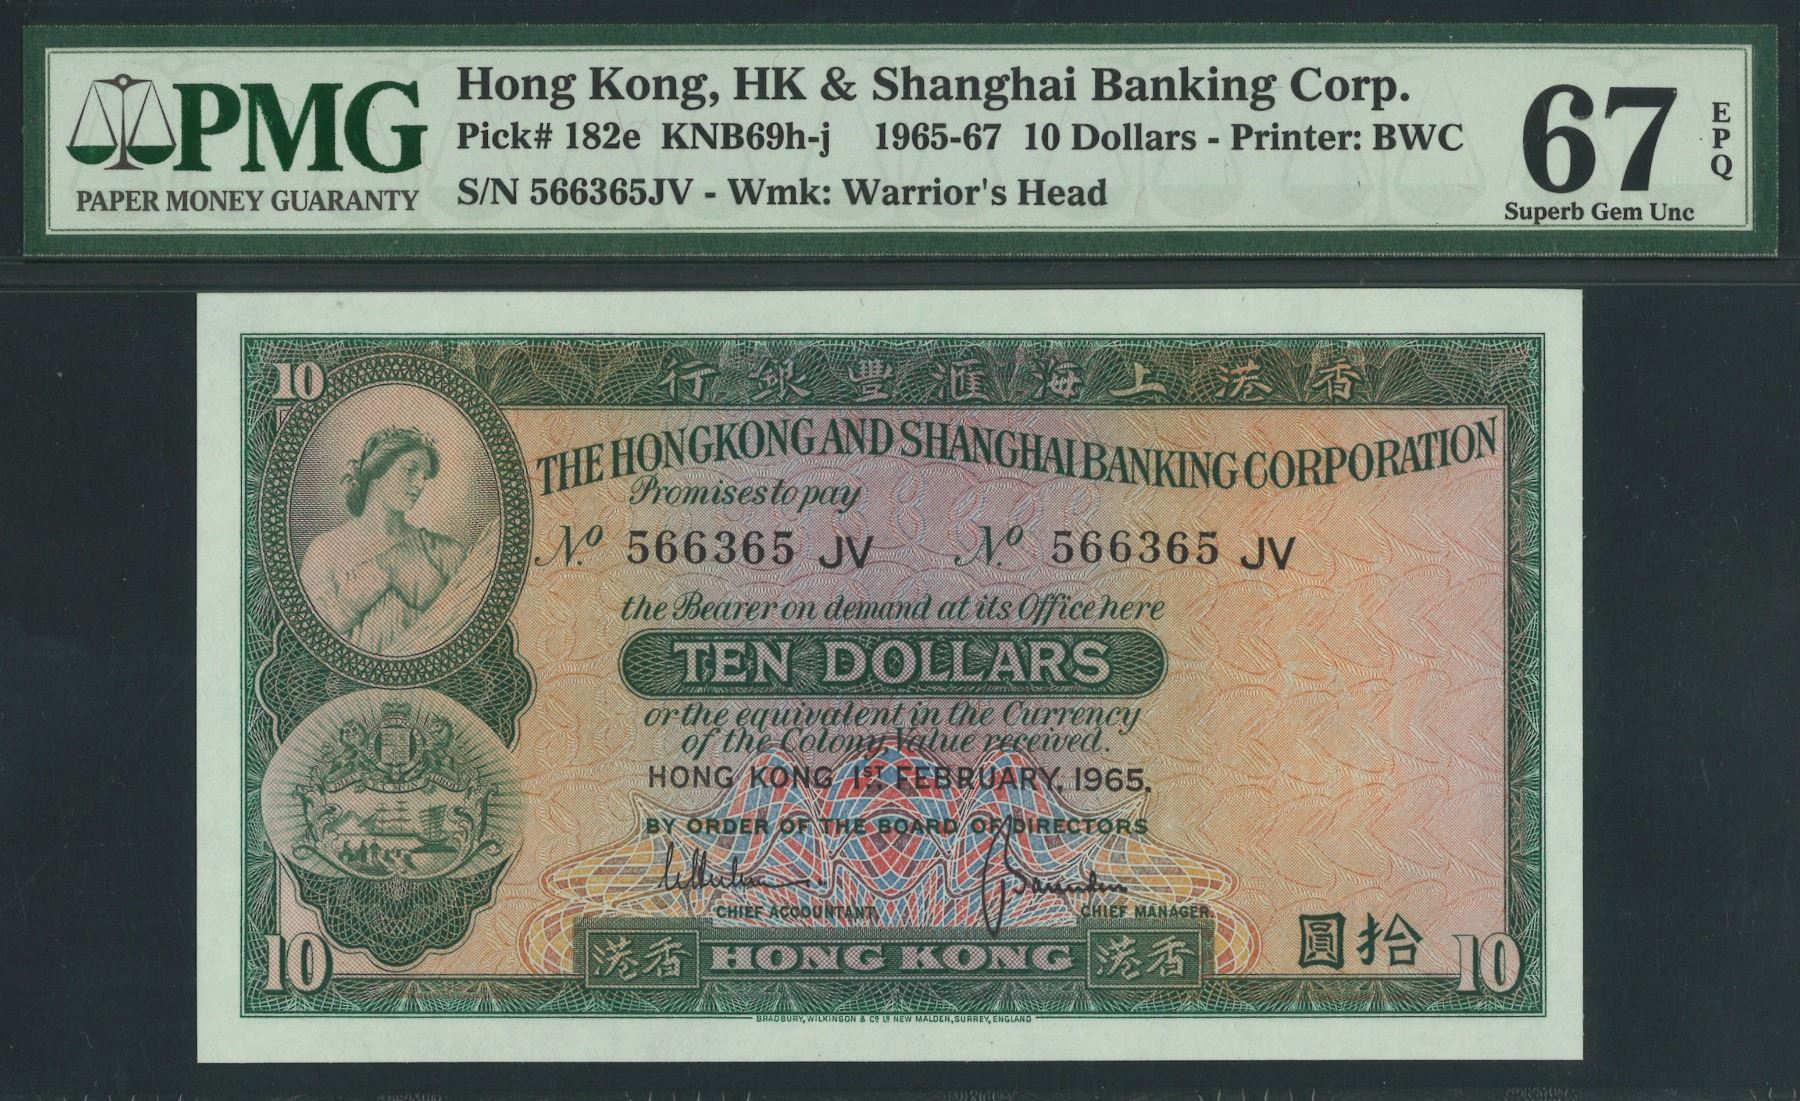 PMG
PAPER MONEY GUARANTY
Hong Kong, HK & Shanghai Banking Corp.
Pick# 182e KNB69h-j 1965-67 10 Dollars - Printer: BWC
S/N 566365JV - Wmk: Warrior's Head
67
EPQ
Superb Gem Unc
10
行銀豐滙海上港香
THE HONGKONG AND SHANGHAI BANKING CORPORATION
Promises to pay
No. 566365 JV No. 566365 JV
the Bearer on demand at its Office here
TEN DOLLARS
or the equivalent in the Currency
of the Colony Value received.
HONG KONG 1ST. FEBRUARY, 1965.
BY ORDER OF THE BOARD OF DIRECTORS
CHIEF ACCOUNTANT. CHIEF MANAGER.
10 港香 HONG KONG 港香 圓拾 10
BRADBURY, WILKINSON & Co. Ld. NEW MALDEN, SURREY, ENGLAND